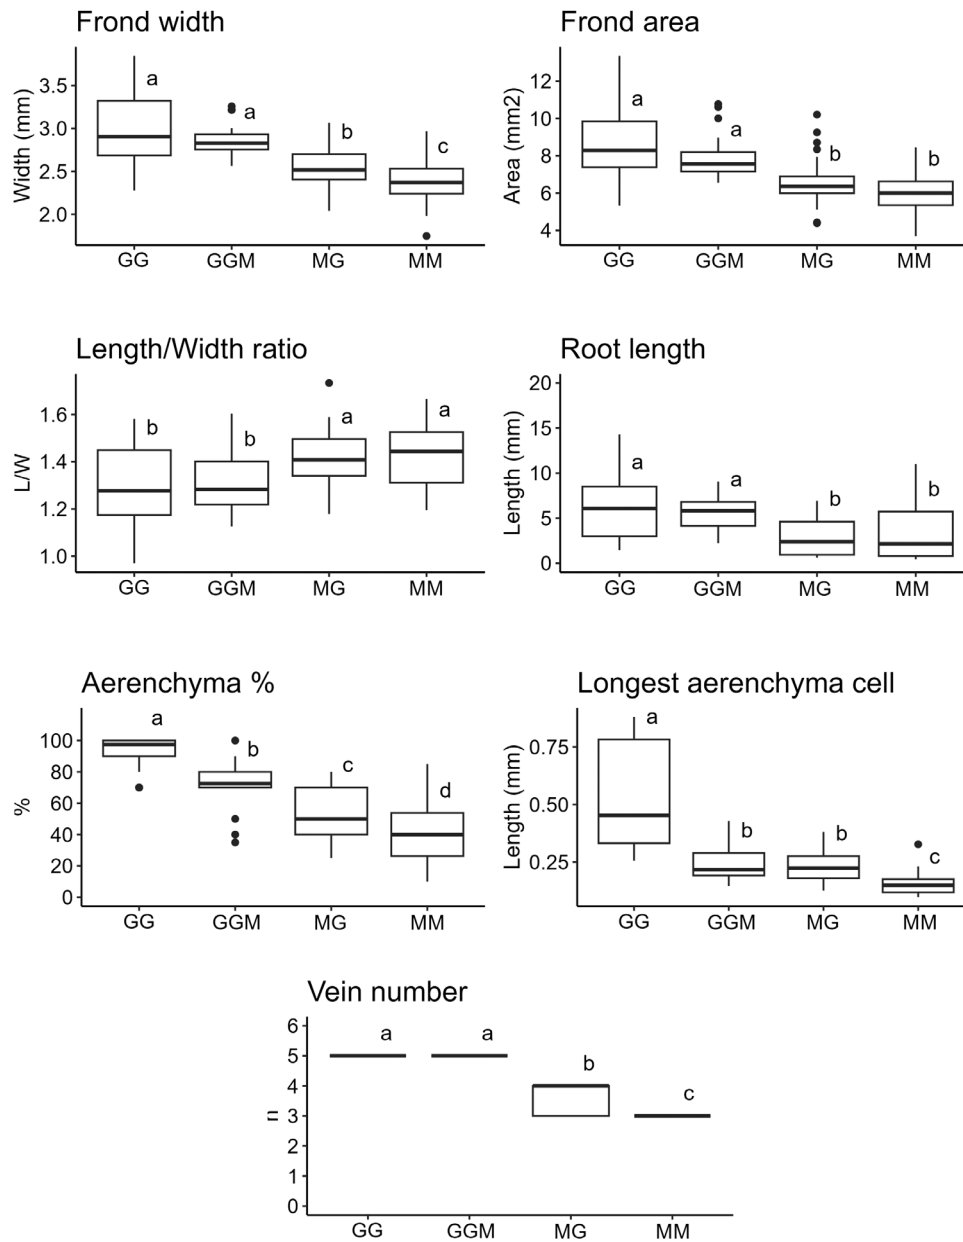 Frond width
Width (mm)
3.5
3.0
2.5
2.0
a
a
b
c
GG
GGM
MG
MM
Frond area
Area (mm2)
12
10
8
6
4
a
a
b
b
GG
GGM
MG
MM
Length/Width ratio
L/W
1.6
1.4
1.2
1.0
b
b
a
a
GG
GGM
MG
MM
Root length
Length (mm)
20
15
10
5
0
a
a
b
b
GG
GGM
MG
MM
Aerenchyma %
%
100
80
60
40
20
0
a
b
c
d
GG
GGM
MG
MM
Longest aerenchyma cell
Length (mm)
0.75
0.50
0.25
a
b
b
c
GG
GGM
MG
MM
Vein number
n
6
5
4
3
2
1
0
a
a
b
c
GG
GGM
MG
MM